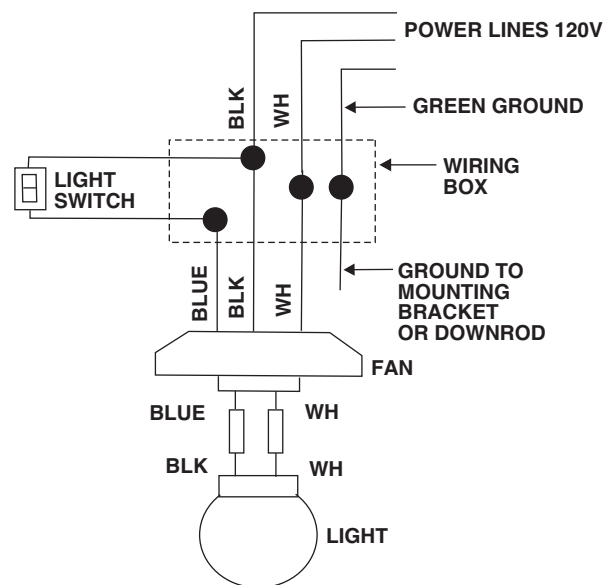 POWER LINES 120V
BLK
WH
GREEN GROUND
WIRING
BOX
LIGHT
SWITCH
BLUE
BLK
WH
GROUND TO
MOUNTING
BRACKET
OR DOWNROD
FAN
BLUE
WH
BLK
WH
LIGHT